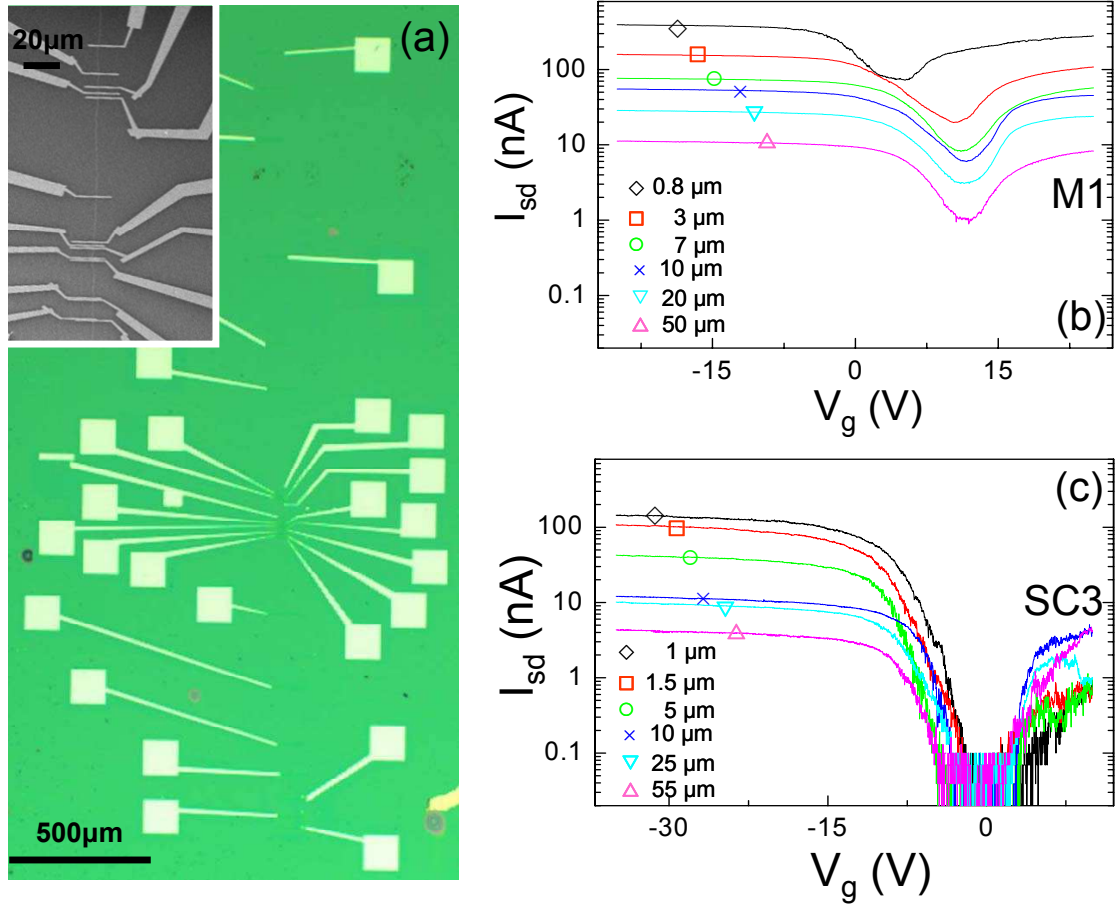 20µm
(a)
500µm
I_sd (nA)
100
10
1
0.1
0.8 µm
3 µm
7 µm
10 µm
20 µm
50 µm
M1
(b)
-15
0
15
V_g (V)
(c)
I_sd (nA)
100
10
1
0.1
SC3
1 µm
1.5 µm
5 µm
10 µm
25 µm
55 µm
-30
-15
0
V_g (V)